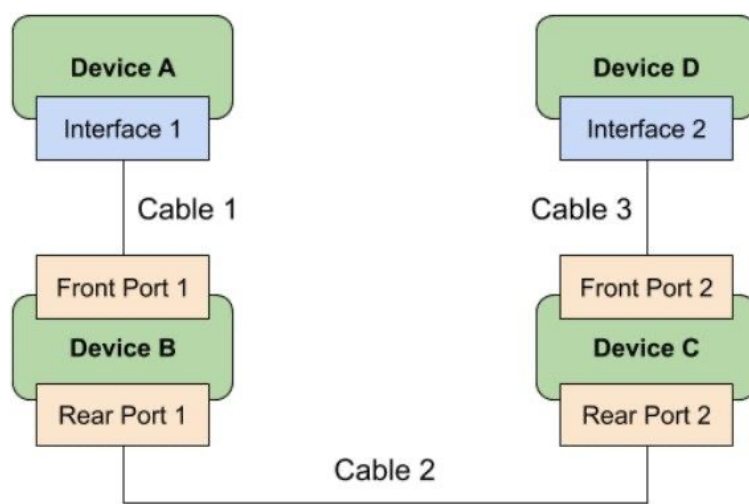 Device A
Device D
Interface 1
Interface 2
Cable 1
Cable 3
Front Port 1
Front Port 2
Device B
Device C
Rear Port 1
Rear Port 2
Cable 2